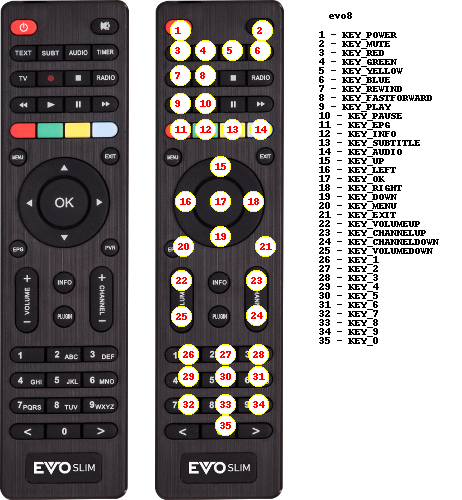 TEXT SUBT AUDIO TIMER
TV RADIO
MENU EXIT
OK
EPG PVR
+ INFO +
VOLUME CHANNEL
− PLUGIN −
1 2 ABC 3 DEF
4 GHI 5 JKL 6 MNO
7 PQRS 8 TUV 9 WXYZ
< 0 >
EVO SLIM
1 2
3 4 5 6
7 8 RADIO
9 10
11 12 13 14
MENU EXIT
15
16 17 18
19
20 21
22 INFO 23
25 PLUGIN 24
26 27 28
29 30 31
32 33 34
< 35 >
EVO SLIM
evo8
1 - KEY_POWER
2 - KEY_MUTE
3 - KEY_RED
4 - KEY_GREEN
5 - KEY_YELLOW
6 - KEY_BLUE
7 - KEY_REWIND
8 - KEY_FASTFORWARD
9 - KEY_PLAY
10 - KEY_PAUSE
11 - KEY_EPG
12 - KEY_INFO
13 - KEY_SUBTITLE
14 - KEY_AUDIO
15 - KEY_UP
16 - KEY_LEFT
17 - KEY_OK
18 - KEY_RIGHT
19 - KEY_DOWN
20 - KEY_MENU
21 - KEY_EXIT
22 - KEY_VOLUMEUP
23 - KEY_CHANNELUP
24 - KEY_CHANNELDOWN
25 - KEY_VOLUMEDOWN
26 - KEY_1
27 - KEY_2
28 - KEY_3
29 - KEY_4
30 - KEY_5
31 - KEY_6
32 - KEY_7
33 - KEY_8
34 - KEY_9
35 - KEY_0